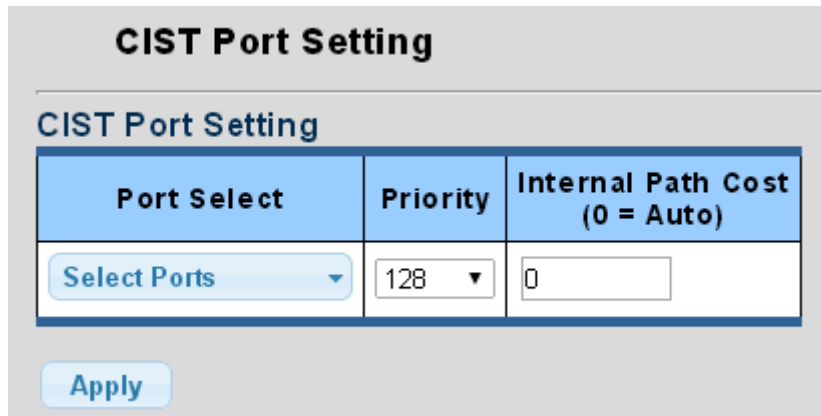 CIST Port Setting
CIST Port Setting
Port Select
Priority
Internal Path Cost
(0 = Auto)
Select Ports
128
0
Apply